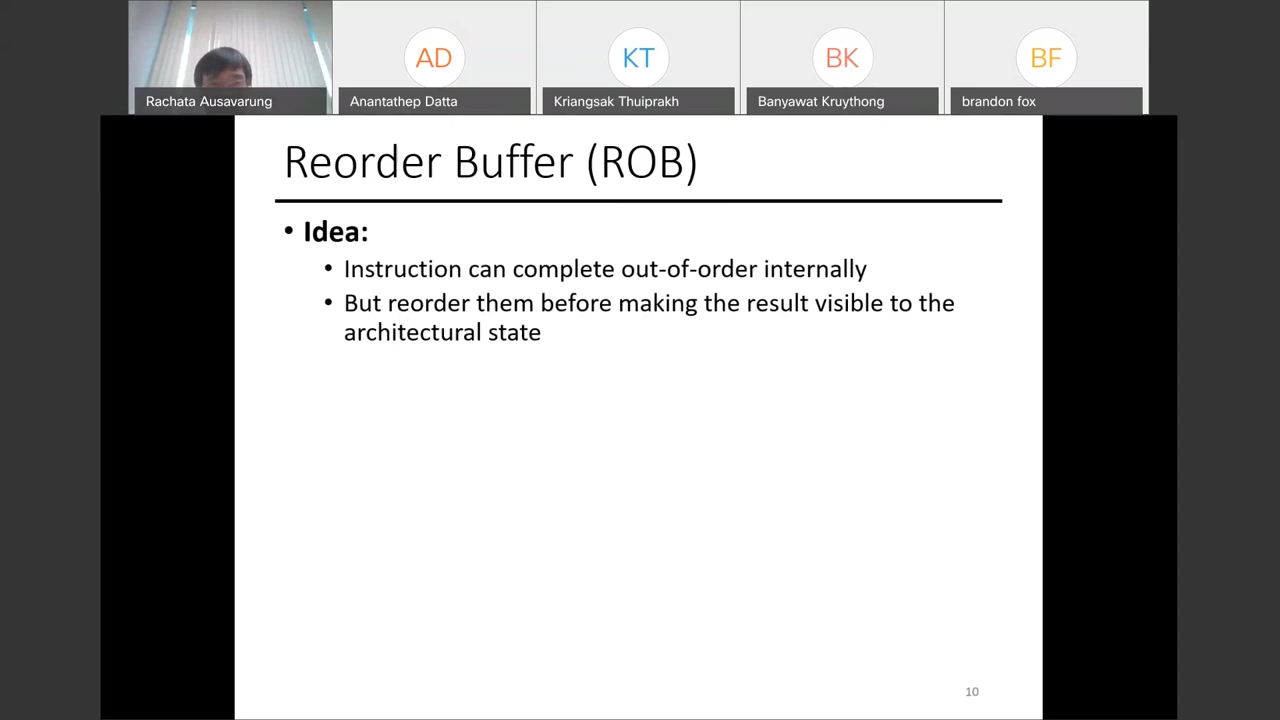 AD
KT
BK
BF
Rachata Ausavarung
Anantathep Datta
Kriangsak Thuiprakh
Banyawat Kruythong
brandon fox
Reorder Buffer (ROB)
• Idea:
• Instruction can complete out-of-order internally
• But reorder them before making the result visible to the
architectural state
10